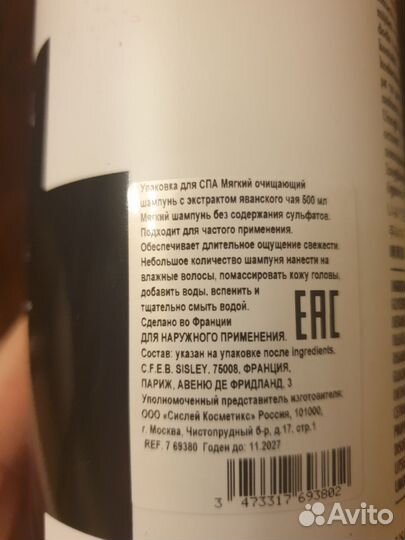 Упаковка для СПА Мягкий очищающий
шампунь с экстрактом яванского чая 500 мл
Мягкий шампунь без содержания сульфатов.
Подходит для частого применения.
Обеспечивает длительное ощущение свежести.
Небольшое количество шампуня нанести на
влажные волосы, помассировать кожу головы,
добавить воды, вспенить и
тщательно смыть водой.
Сделано во Франции
ДЛЯ НАРУЖНОГО ПРИМЕНЕНИЯ.
EAC
Состав: указан на упаковке после ingredients.
C.F.E.B. SISLEY. 75008, ФРАНЦИЯ,
ПАРИЖ, АВЕНЮ ДЕ ФРИДЛАНД, 3
Уполномоченный представитель изготовителя:
ООО «Сислей Косметикс» Россия, 101000,
г. Москва, Чистопрудный б-р, д.17, стр.1
REF. 7 69380 Годен до: 11.2027
3 473317 693802
Avito